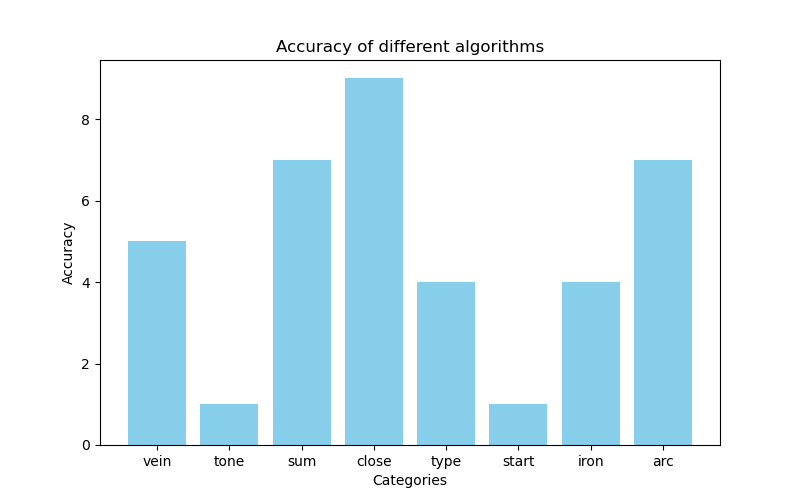 Accuracy of different algorithms
Accuracy
8
6
4
2
0
vein tone sum close type start iron arc
Categories